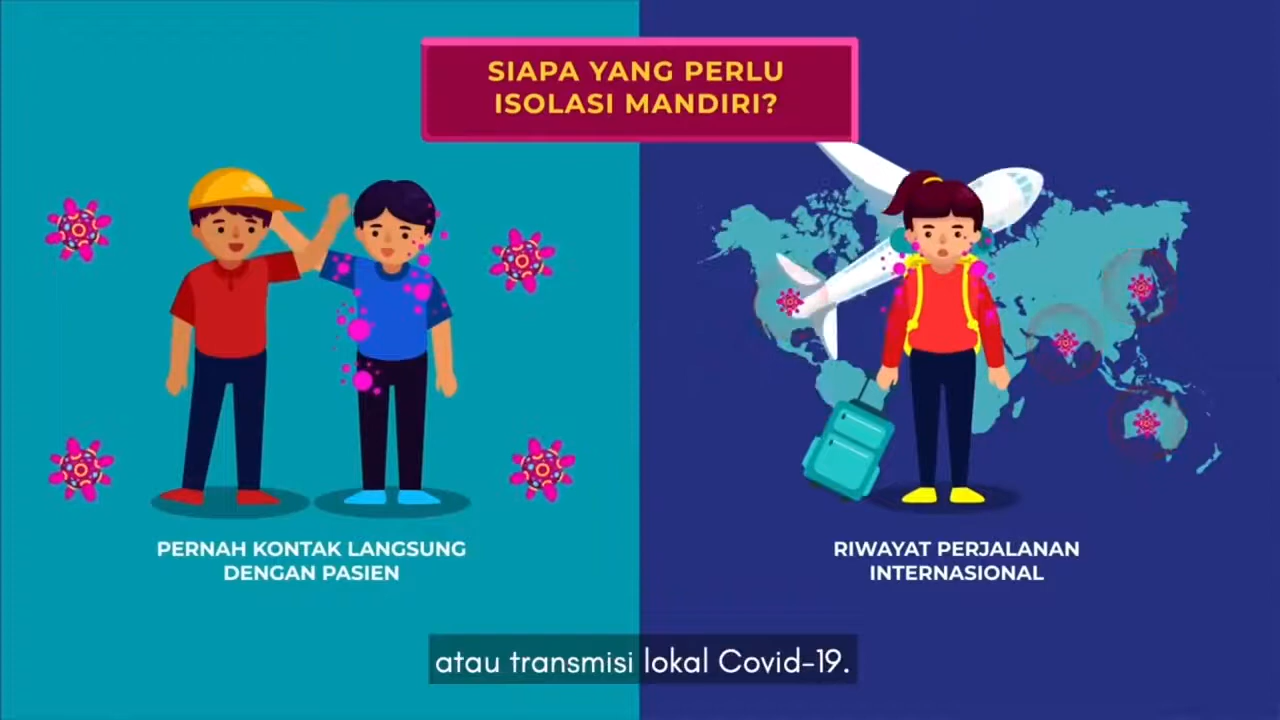 SIAPA YANG PERLU
ISOLASI MANDIRI?
PERNAH KONTAK LANGSUNG
DENGAN PASIEN
RIWAYAT PERJALANAN
INTERNASIONAL
atau transmisi lokal Covid-19.